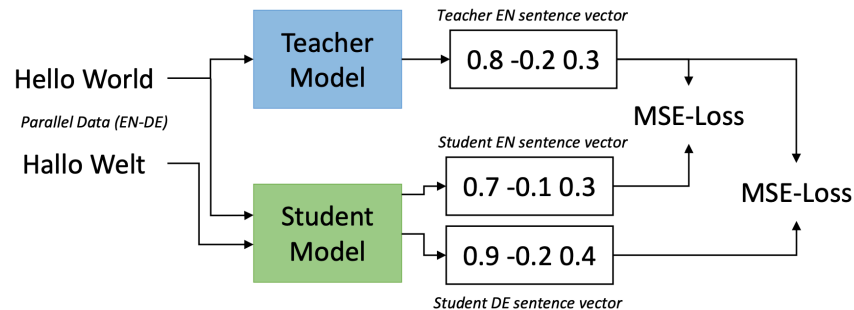 Teacher EN sentence vector
Teacher
Model
0.8 -0.2 0.3
Hello World
Parallel Data (EN-DE)
Hallo Welt
MSE-Loss
Student EN sentence vector
0.7 -0.1 0.3
MSE-Loss
Student
Model
0.9 -0.2 0.4
Student DE sentence vector